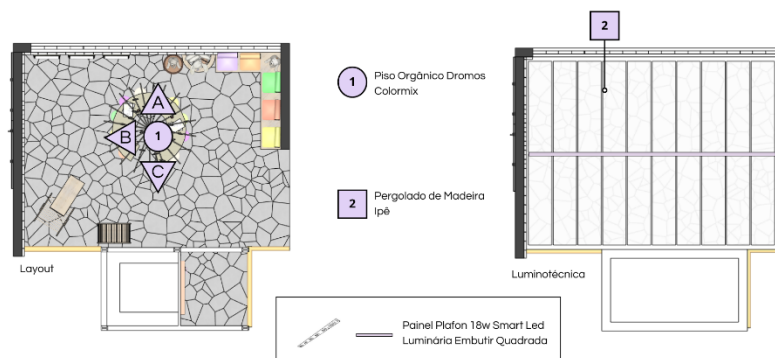 2
A
B
1
C
1
Piso Orgânico Dromos
Colormix
2
Pergolado de Madeira
Ipê
Layout
Luminotécnica
Painel Plafon 18w Smart Led
Luminária Embutir Quadrada